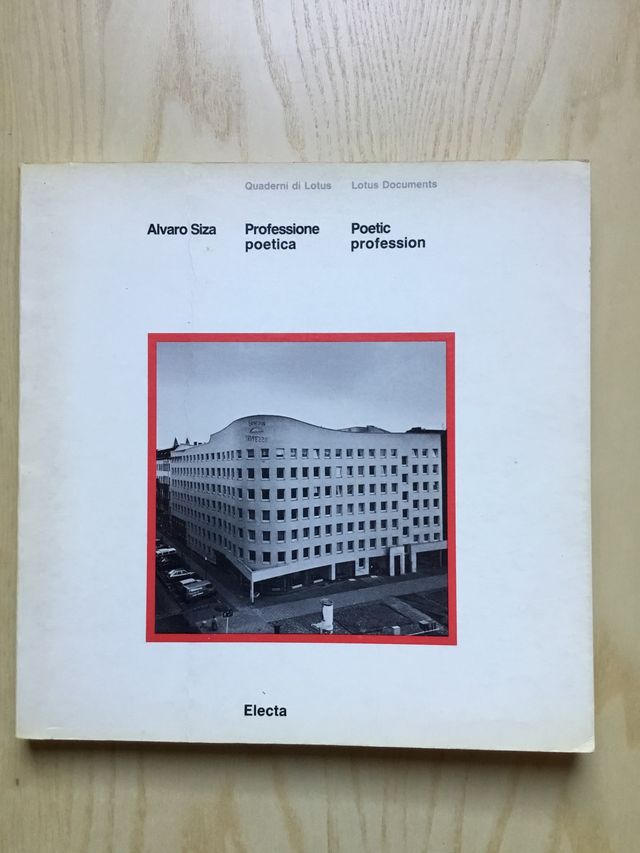 Quaderni di Lotus Lotus Documents
Alvaro Siza Professione Poetic
poetica profession
Electa